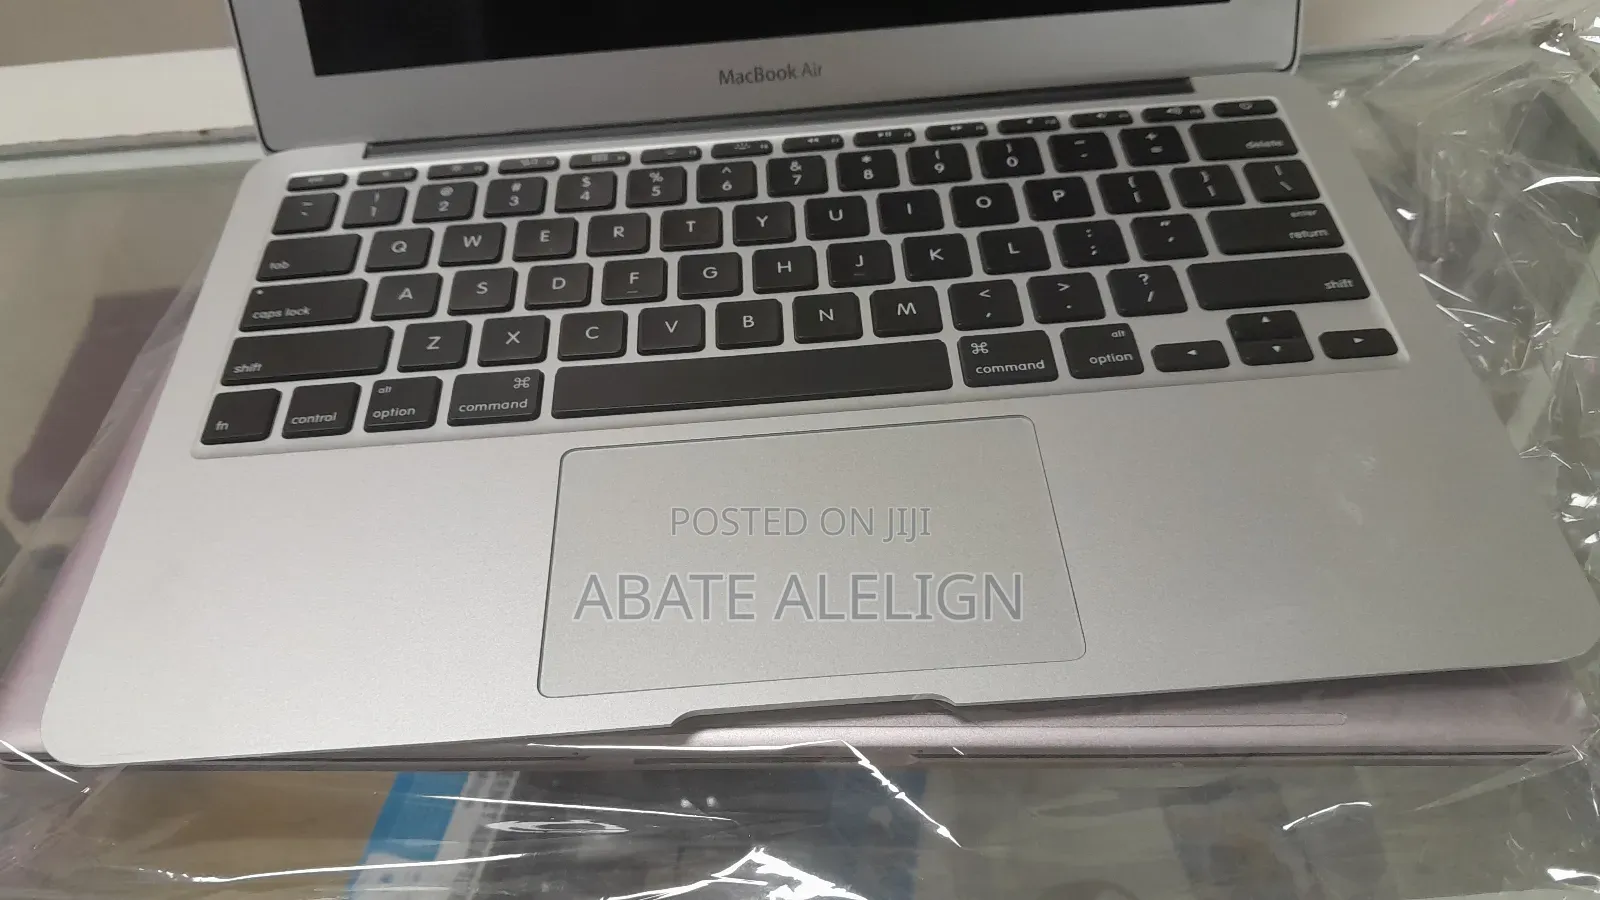 MacBook Air
delete
~ ` ! 1 @ 2 # 3 $ 4 % 5 ^ 6 & 7 * 8 ( 9 ) 0 _ - + =
tab Q W E R T Y U I O P { [ } ] | \
caps lock A S D F G H J K L : ; " ' enter return
shift Z X C V B N M < , > . ? / shift
fn control alt option ⌘ command ⌘ command alt option
POSTED ON JIJI
ABATE ALELIGN